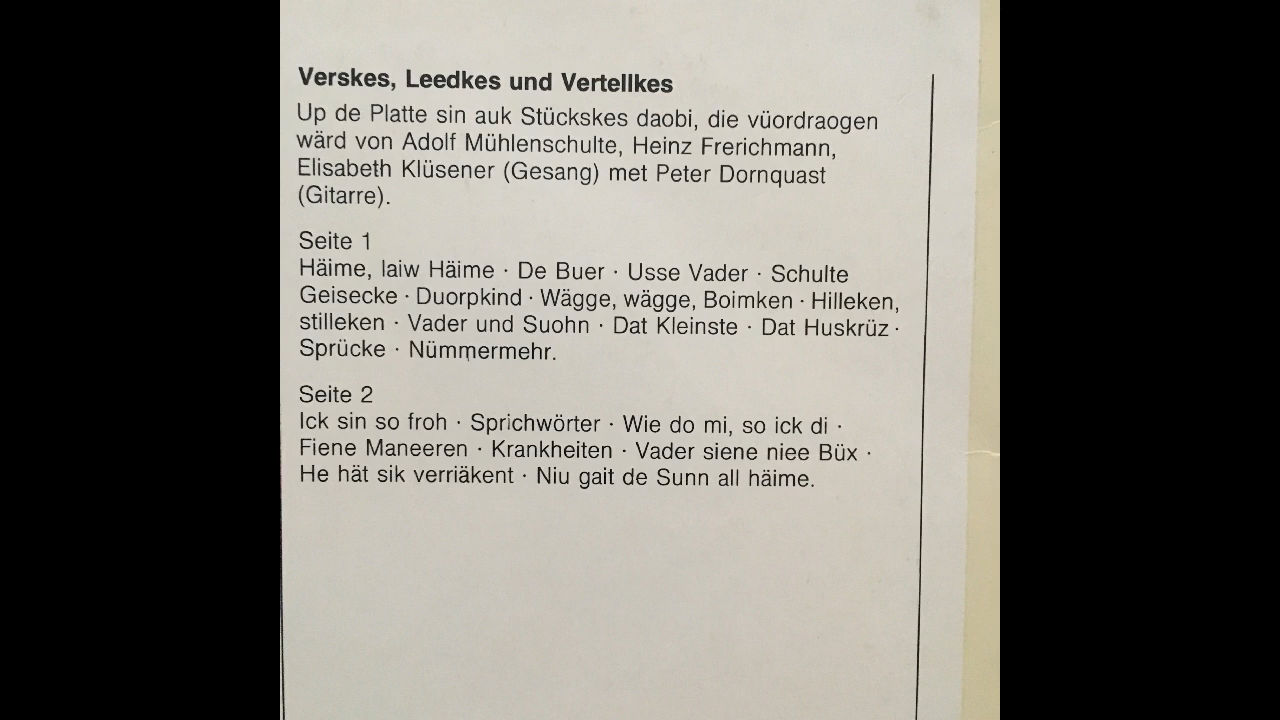 Verskes, Leedkes und Vertellkes
Up de Platte sin auk Stückskes daobi, die vüordraogen
wärd von Adolf Mühlenschulte, Heinz Frerichmann,
Elisabeth Klüsener (Gesang) met Peter Dornquast
(Gitarre).
Seite 1
Häime, laiw Häime · De Buer · Usse Vader · Schulte
Geisecke · Duorpkind · Wägge, wägge, Boimken · Hilleken,
stilleken · Vader und Suohn · Dat Kleinste · Dat Huskrüz ·
Sprücke · Nümmermehr.
Seite 2
Ick sin so froh · Sprichwörter · Wie do mi, so ick di ·
Fiene Maneeren · Krankheiten · Vader siene niee Büx ·
He hät sik verriäkent · Niu gait de Sunn all häime.